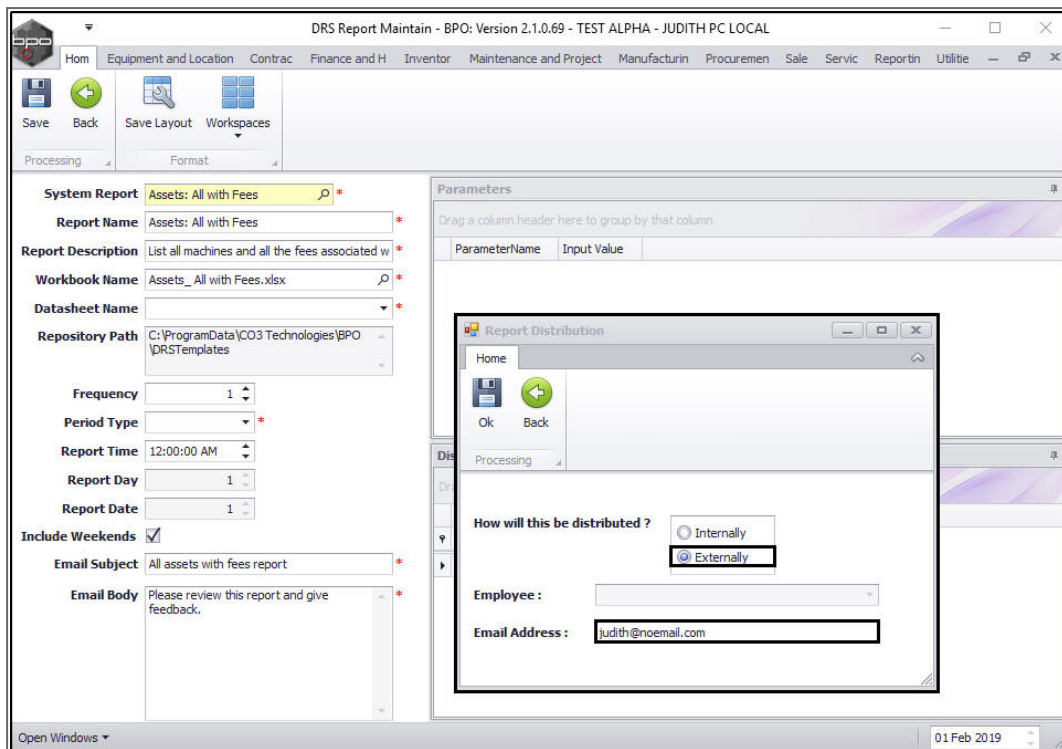 DRS Report Maintain - BPO: Version 2.1.0.69 - TEST ALPHA - JUDITH PC LOCAL
bpo
Hom Equipment and Location Contrac Finance and H Inventor Maintenance and Project Manufacturin Procuremen Sale Servic Reportin Utilitie
Save Back Save Layout Workspaces
Processing Format
System Report Assets: All with Fees *
Report Name Assets: All with Fees *
Report Description List all machines and all the fees associated w *
Workbook Name Assets_ All with Fees.xlsx *
Datasheet Name *
Repository Path C:\ProgramData\CO3 Technologies\BPO
\DRSTemplates
Frequency 1
Period Type *
Report Time 12:00:00 AM
Report Day 1
Report Date 1
Include Weekends
Email Subject All assets with fees report *
Email Body Please review this report and give *
feedback.
Parameters
Drag a column header here to group by that column
ParameterName Input Value
Dis
Dra
Report Distribution
Home
Ok Back
Processing
How will this be distributed ?
Internally
Externally
Employee :
Email Address : judith@noemail.com
Open Windows 01 Feb 2019